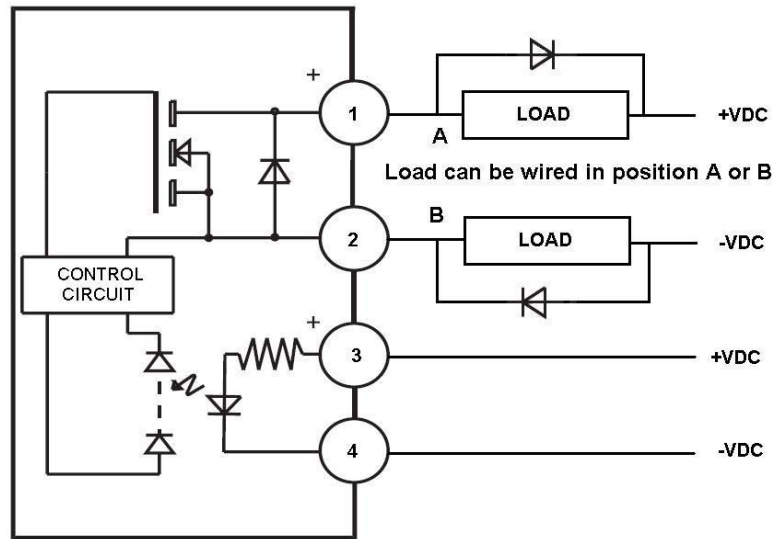 +
1
A
LOAD
+VDC
Load can be wired in position A or B
2
B
LOAD
-VDC
CONTROL
CIRCUIT
+
3
+VDC
4
-VDC